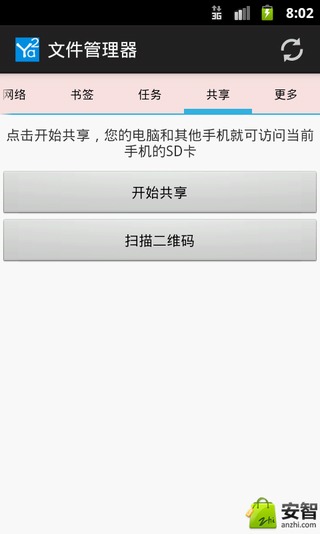 3G 8:02
Ya2 文件管理器
网络 书签 任务 共享 更多
点击开始共享，您的电脑和其他手机就可访问当前
手机的SD卡
开始共享
扫描二维码
zhi 安智
anzhi.com